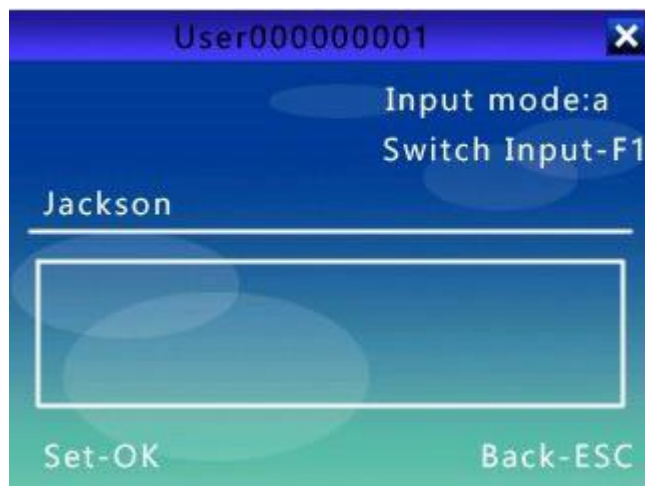 User000000001
Input mode:a
Switch Input-F1
Jackson
Set-OK
Back-ESC